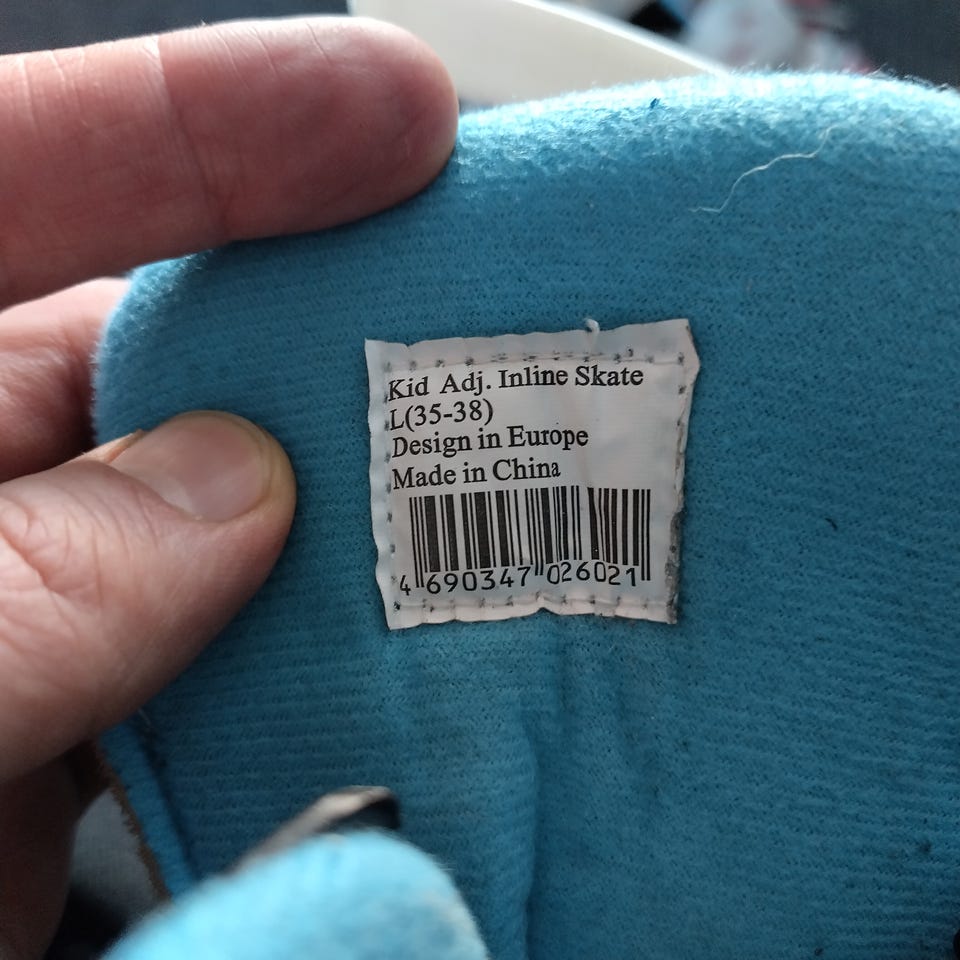 Kid Adj. Inline Skate
L(35-38)
Design in Europe
Made in China
4 690347 026021